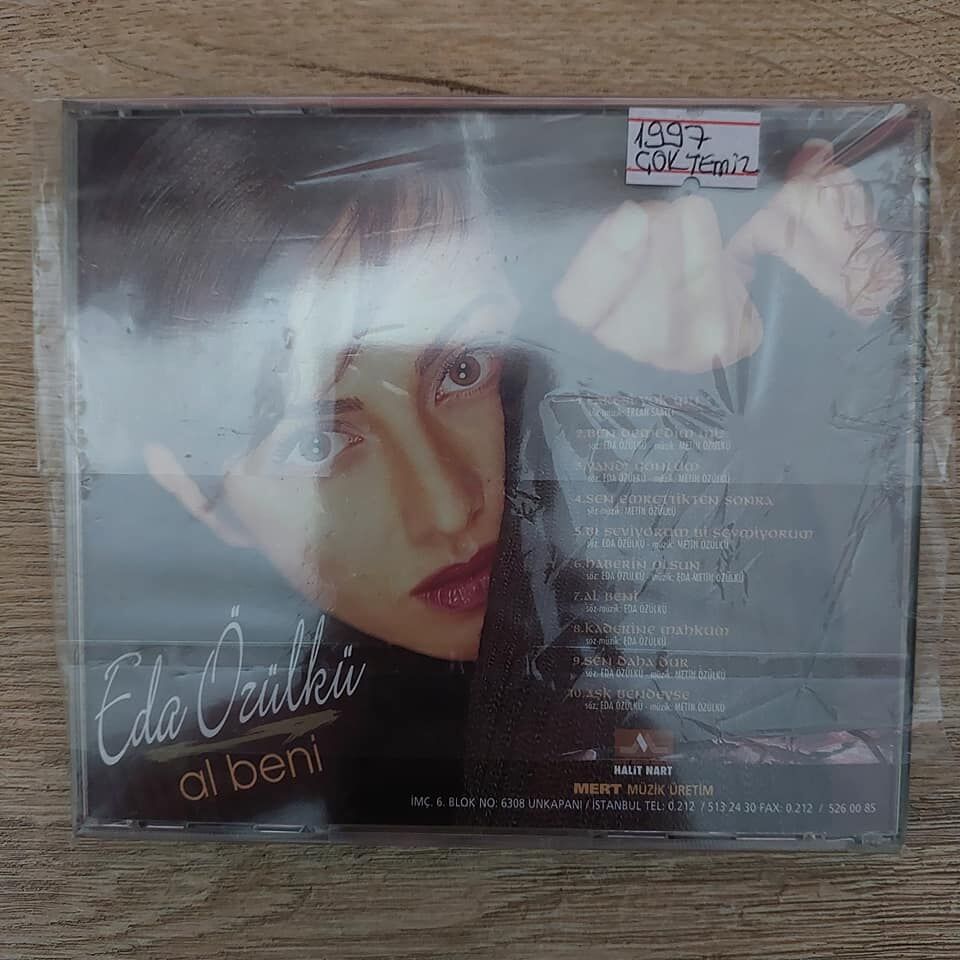 1997
ÇOK TEMİZ
söz-müzik: ERCAN SAATÇİ
2. BEN DEMEDİM Mİ?
söz: EDA ÖZÜLKÜ - müzik: METİN ÖZÜLKÜ
3. YANDI GÖNLÜM
söz: EDA ÖZÜLKÜ - müzik: METİN ÖZÜLKÜ
4. SEN EMRETTİKTEN SONRA
söz-müzik: METİN ÖZÜLKÜ
5. Bİ SEVİYORUM Bİ SEVMİYORUM
söz: EDA ÖZÜLKÜ - müzik: METİN ÖZÜLKÜ
6. HABERİN OLSUN
söz: EDA ÖZÜLKÜ - müzik: EDA METİN ÖZÜLKÜ
7. AL BENİ
söz-müzik: EDA ÖZÜLKÜ
8. KADERİNE MAHKUM
söz-müzik: EDA ÖZÜLKÜ
9. SEN DAHA DUR
söz: EDA ÖZÜLKÜ - müzik: METİN ÖZÜLKÜ
10. AŞK BENDEYSE
söz: EDA ÖZÜLKÜ - müzik: METİN ÖZÜLKÜ
Eda Özülkü
al beni
HALİT NART
MERT MÜZİK ÜRETİM
İMÇ. 6. BLOK NO: 6308 UNKAPANI / İSTANBUL TEL: 0.212 / 513 24 30 FAX: 0.212 / 526 00 85